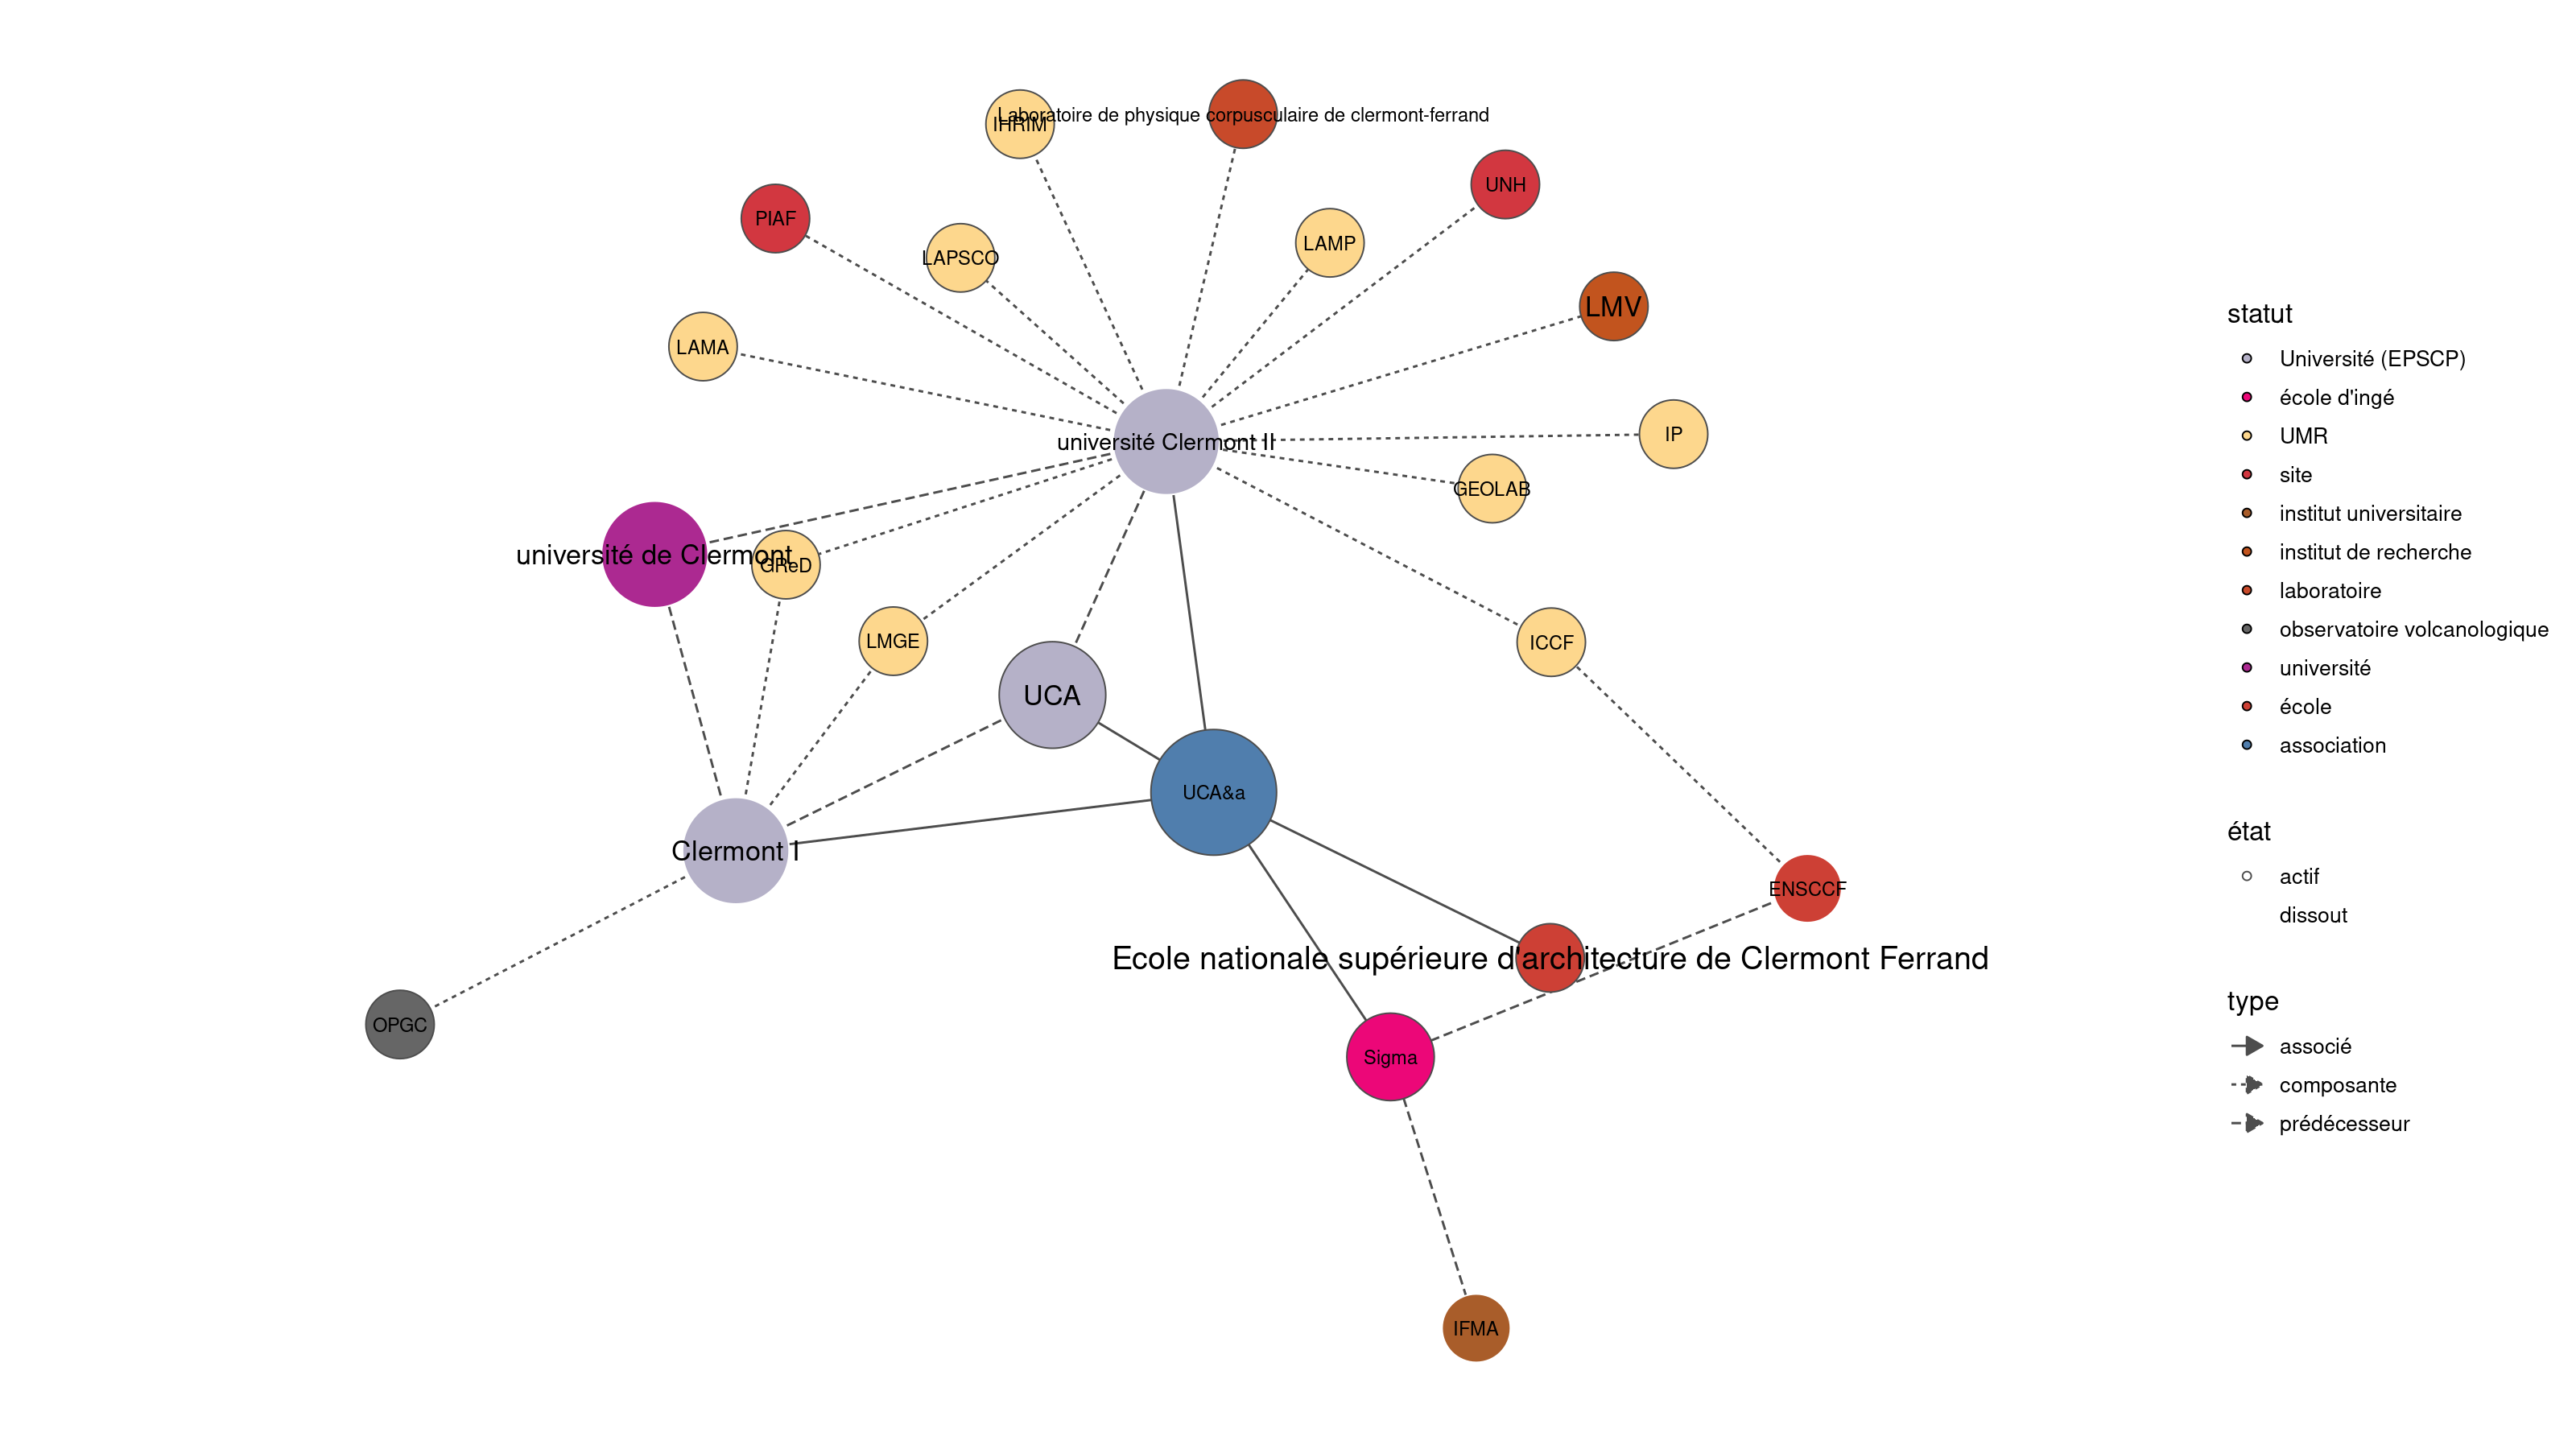 Laboratoire de physique corpusculaire de clermont-ferrand
IHRIM
UNH
PIAF
LAMP
LAPSCO
LMV
LAMA
IP
université Clermont II
GEOLAB
université de Clermont
GReD
LMGE
ICCF
UCA
UCA&a
Clermont I
ENSCCF
Ecole nationale supérieure d'architecture de Clermont Ferrand
OPGC
Sigma
IFMA
statut
Université (EPSCP)
école d'ingé
UMR
site
institut universitaire
institut de recherche
laboratoire
observatoire volcanologique
université
école
association
état
actif
dissout
type
associé
composante
prédécesseur